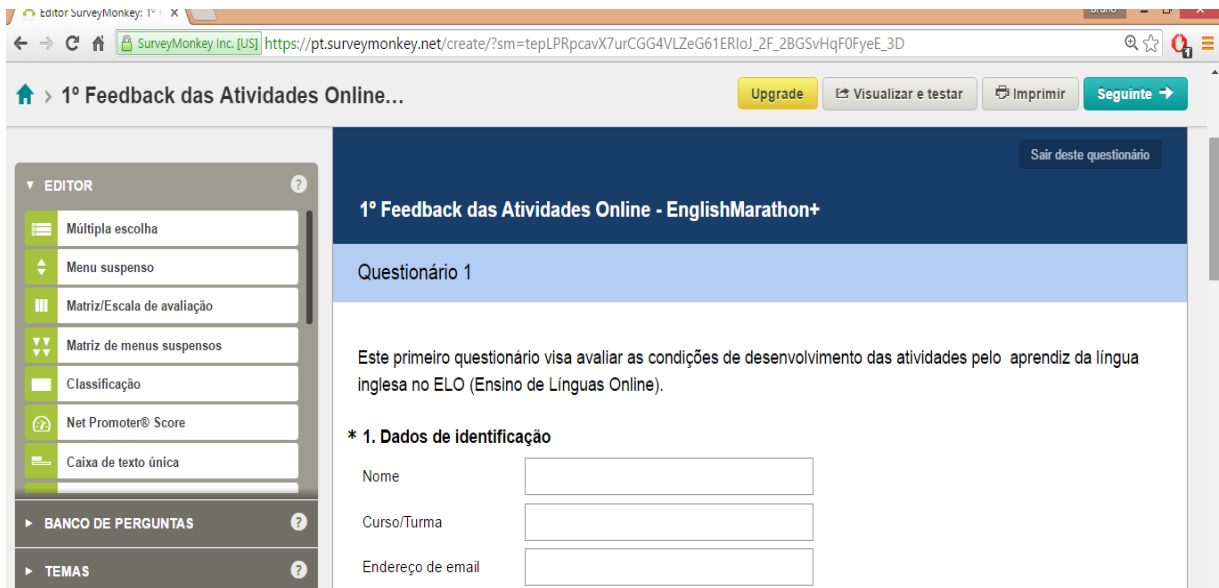 Editor SurveyMonkey: 1º
Bruno
SurveyMonkey Inc. [US] https://pt.surveymonkey.net/create/?sm=tepLPRpcavX7urCGG4VLZeG61ERIoJ_2F_2BGSvHqF0FyeE_3D
1º Feedback das Atividades Online...
Upgrade
Visualizar e testar
Imprimir
Seguinte
Sair deste questionário
EDITOR
Múltipla escolha
Menu suspenso
Matriz/Escala de avaliação
Matriz de menus suspensos
Classificação
Net Promoter® Score
Caixa de texto única
BANCO DE PERGUNTAS
TEMAS
1º Feedback das Atividades Online - EnglishMarathon+
Questionário 1
Este primeiro questionário visa avaliar as condições de desenvolvimento das atividades pelo aprendiz da língua
inglesa no ELO (Ensino de Línguas Online).
* 1. Dados de identificação
Nome
Curso/Turma
Endereço de email